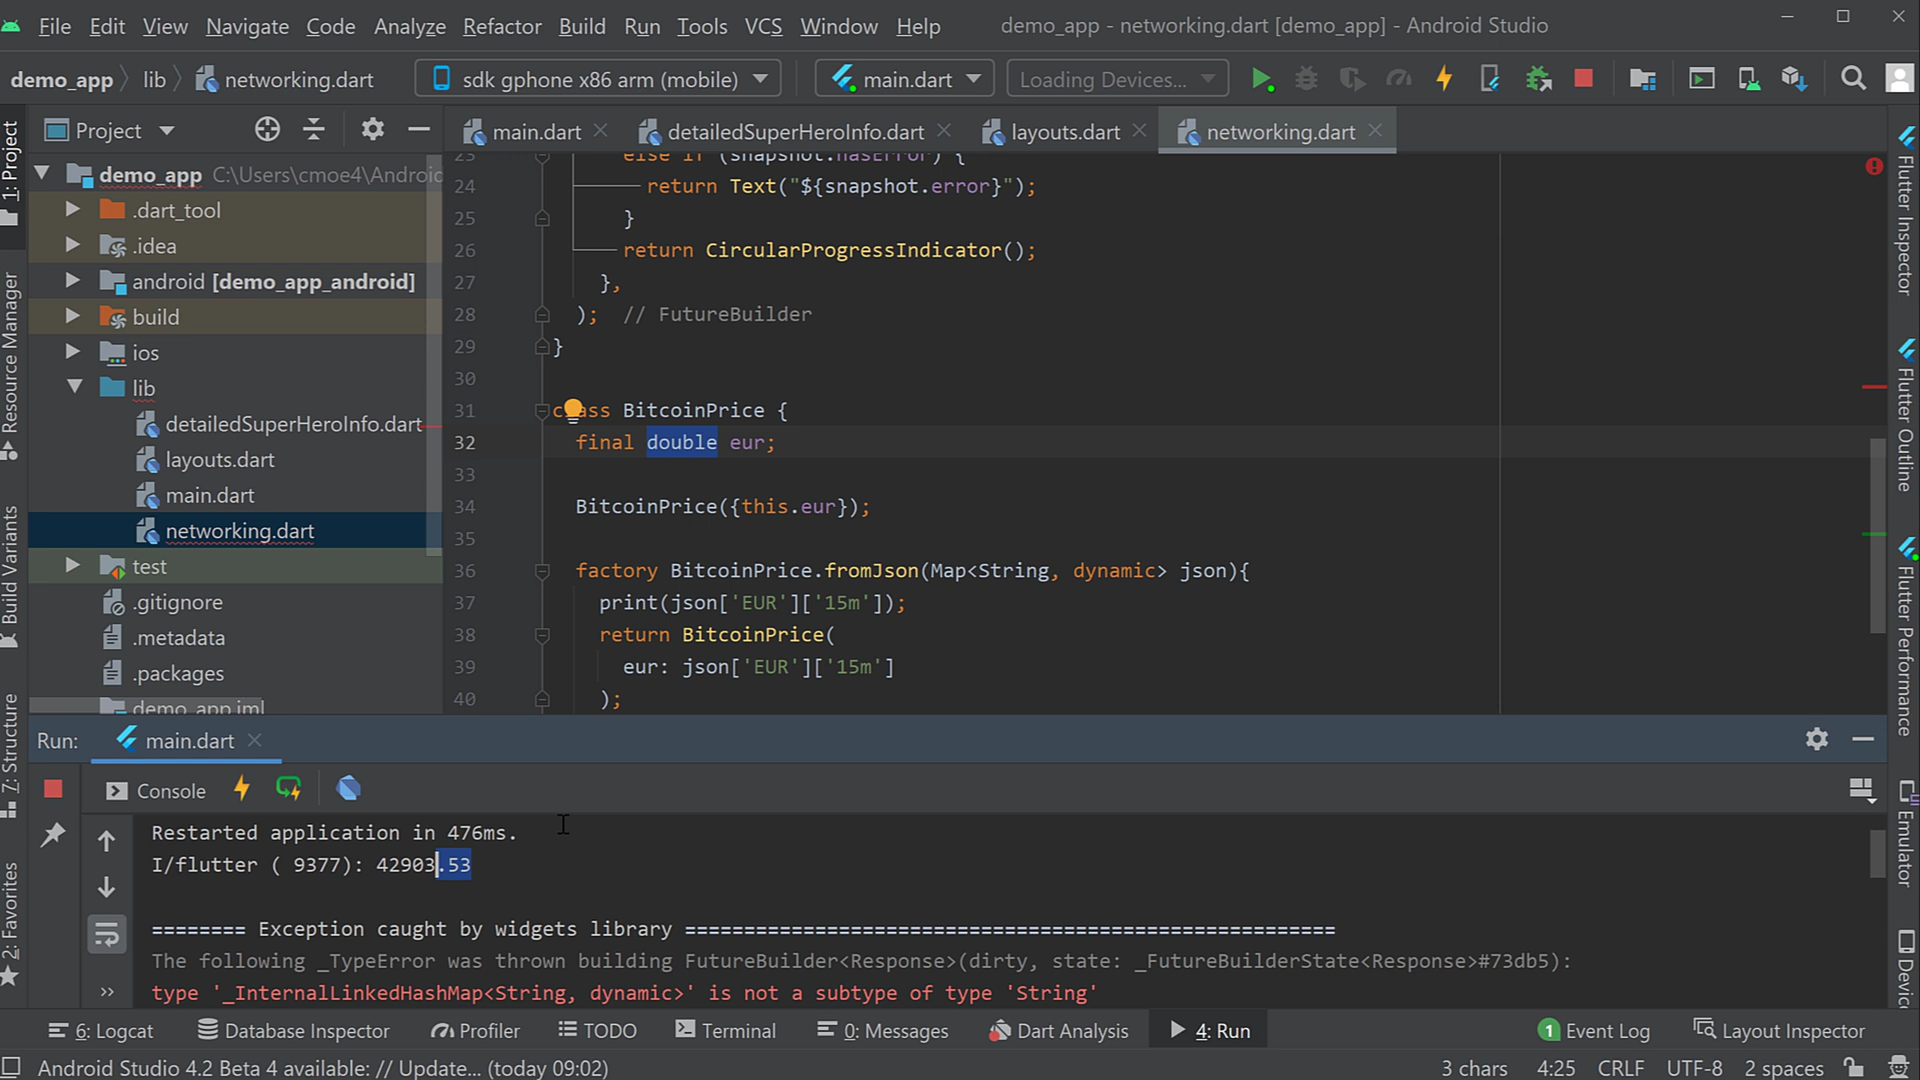 File Edit View Navigate Code Analyze Refactor Build Run Tools VCS Window Help demo_app - networking.dart [demo_app] - Android Studio
demo_app lib networking.dart sdk gphone x86 arm (mobile) main.dart Loading Devices...
Project main.dart detailedSuperHeroInfo.dart layouts.dart networking.dart
demo_app C:\Users\cmoe4\Android
.dart_tool
.idea
android [demo_app_android]
build
ios
lib
detailedSuperHeroInfo.dart
layouts.dart
main.dart
networking.dart
test
.gitignore
.metadata
.packages
demo_app.iml
1: Project
Resource Manager
Build Variants
7: Structure
2: Favorites
23 else if (snapshot.hasError) {
24 return Text("${snapshot.error}");
25 }
26 return CircularProgressIndicator();
27 },
28 ); // FutureBuilder
29 }
30
31 class BitcoinPrice {
32 final double eur;
33
34 BitcoinPrice({this.eur});
35
36 factory BitcoinPrice.fromJson(Map<String, dynamic> json){
37 print(json['EUR']['15m']);
38 return BitcoinPrice(
39 eur: json['EUR']['15m']
40 );
Flutter Inspector
Flutter Outline
Flutter Performance
Emulator
Run: main.dart
Console
Restarted application in 476ms.
I/flutter ( 9377): 42903.53
======== Exception caught by widgets library =======================================================
The following _TypeError was thrown building FutureBuilder<Response>(dirty, state: _FutureBuilderState<Response>#73db5):
type '_InternalLinkedHashMap<String, dynamic>' is not a subtype of type 'String'
6: Logcat Database Inspector Profiler TODO Terminal 0: Messages Dart Analysis 4: Run 1 Event Log Layout Inspector
Android Studio 4.2 Beta 4 available: // Update... (today 09:02) 3 chars 4:25 CRLF UTF-8 2 spaces